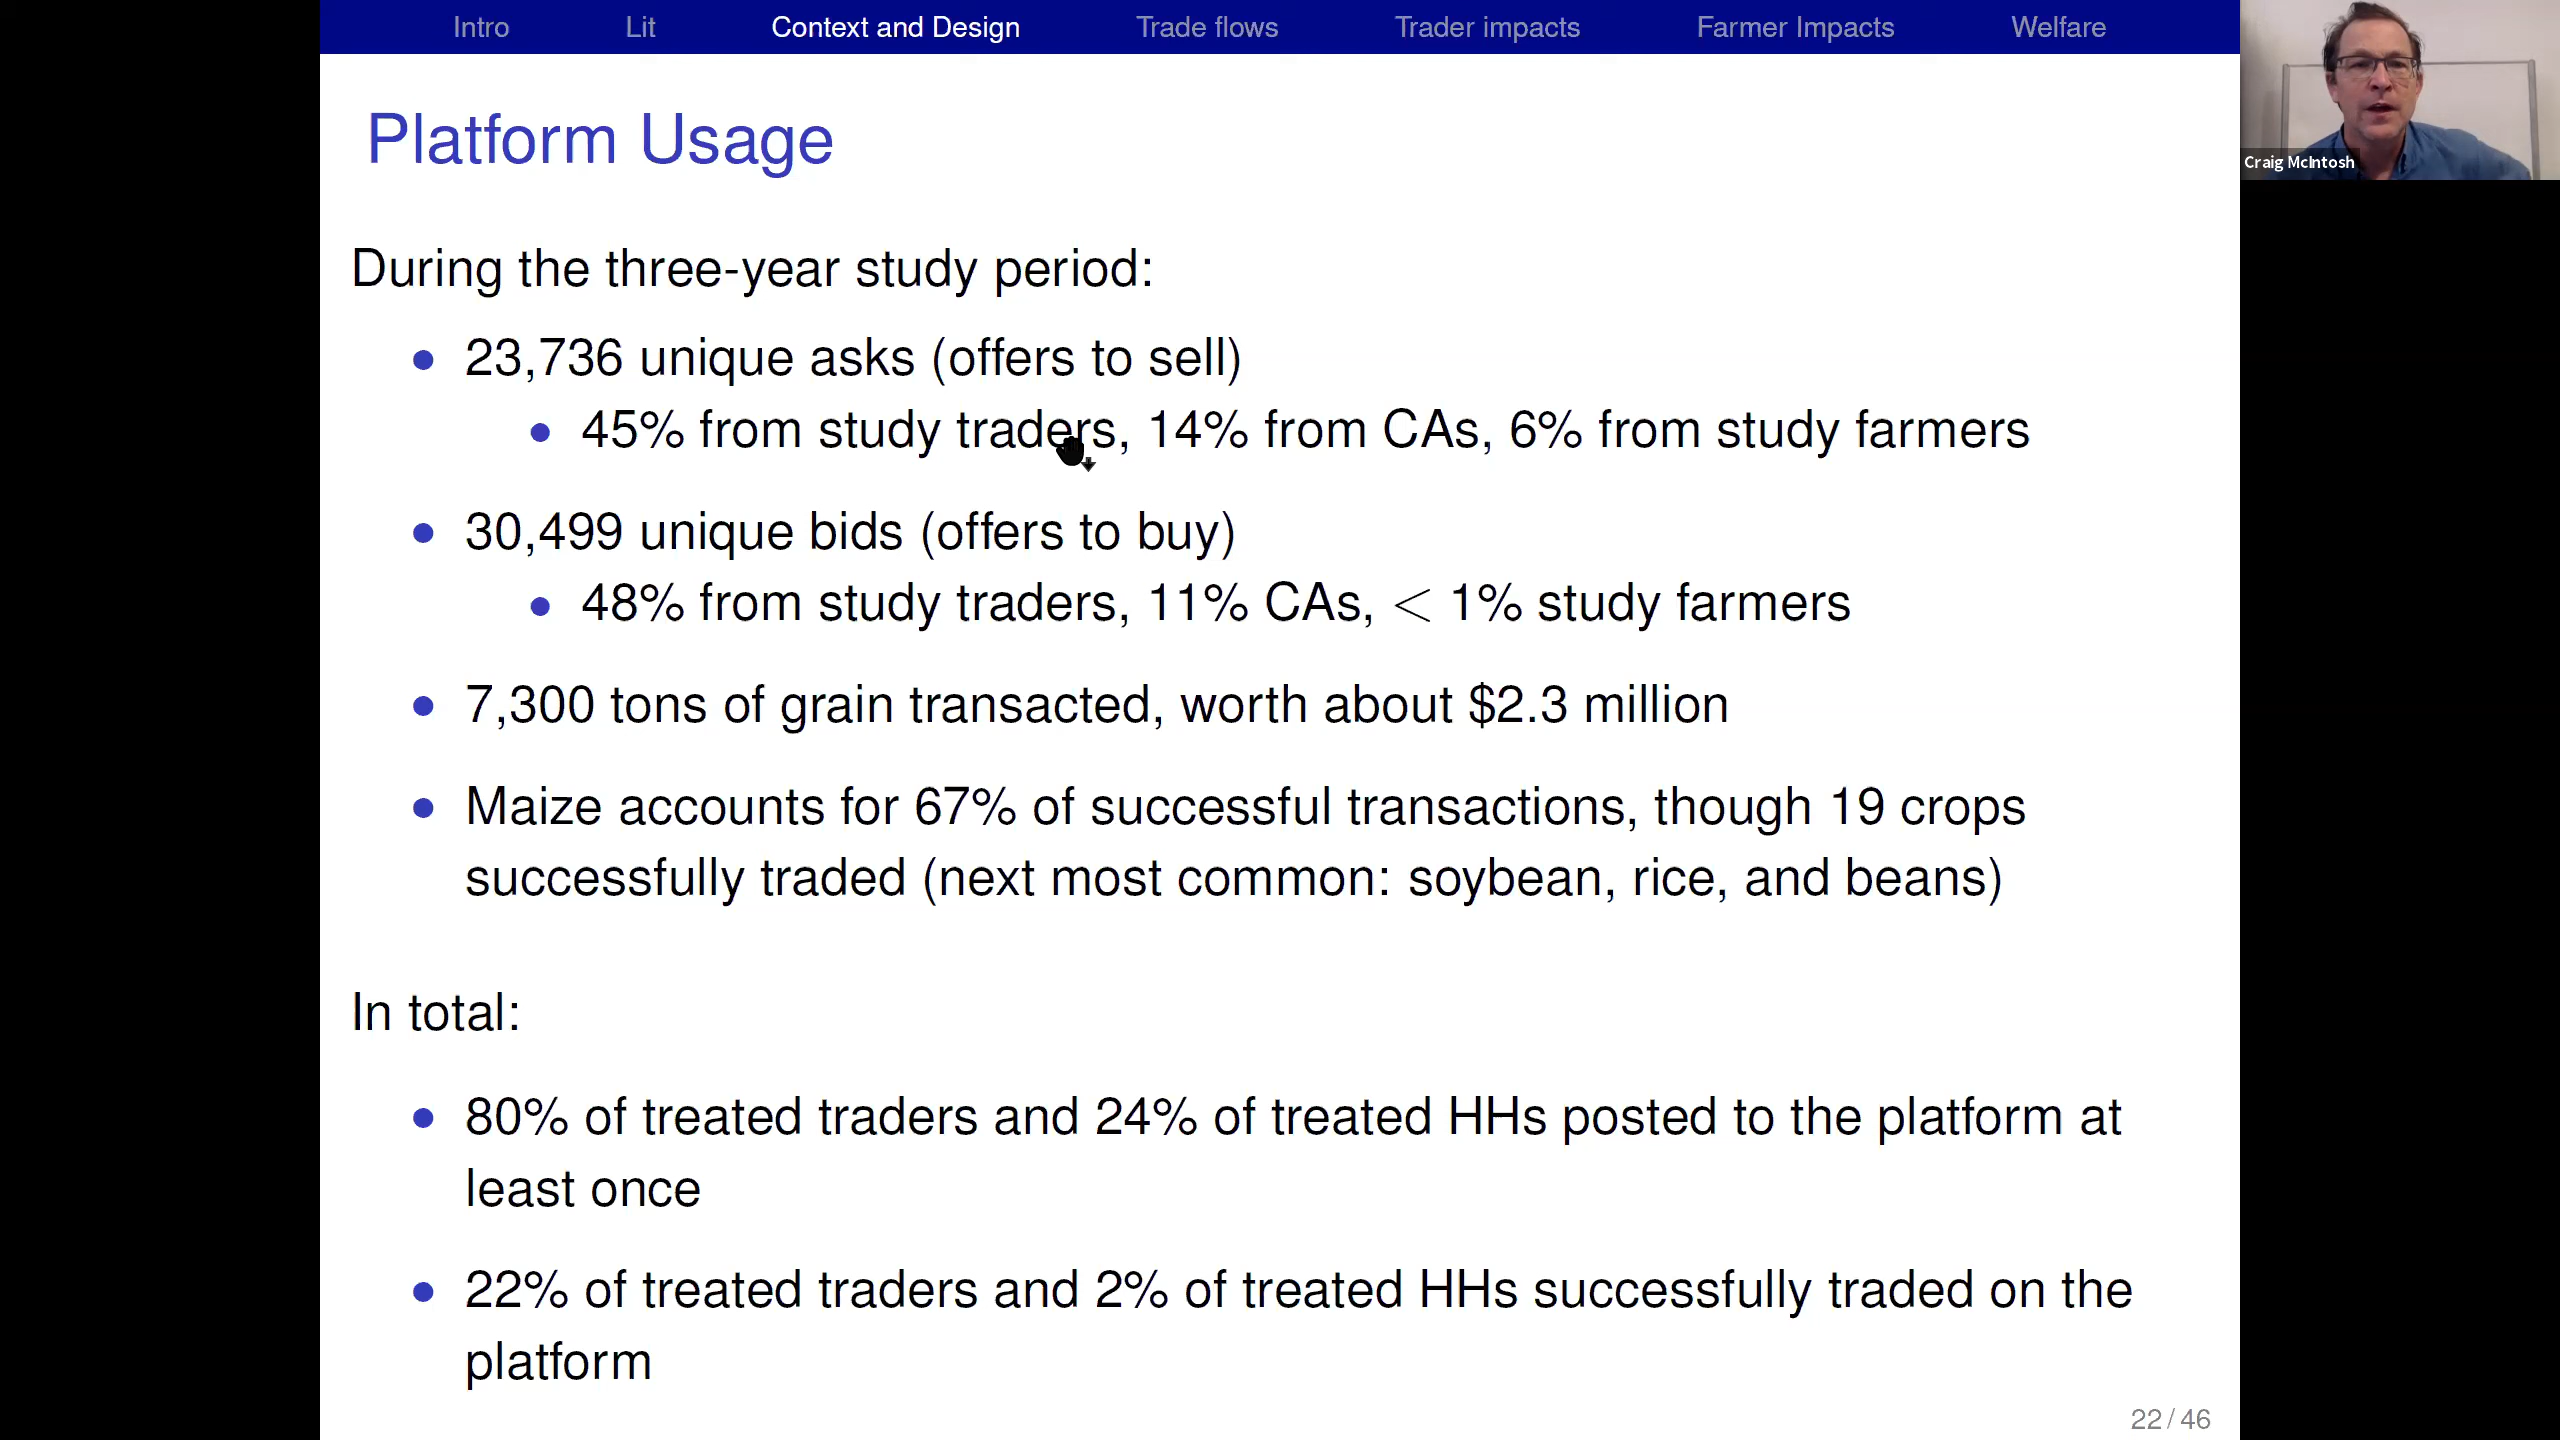 Intro Lit Context and Design Trade flows Trader impacts Farmer Impacts Welfare
Craig McIntosh
Platform Usage
During the three-year study period:
• 23,736 unique asks (offers to sell)
• 45% from study traders, 14% from CAs, 6% from study farmers
• 30,499 unique bids (offers to buy)
• 48% from study traders, 11% CAs, < 1% study farmers
• 7,300 tons of grain transacted, worth about $2.3 million
• Maize accounts for 67% of successful transactions, though 19 crops
successfully traded (next most common: soybean, rice, and beans)
In total:
• 80% of treated traders and 24% of treated HHs posted to the platform at
least once
• 22% of treated traders and 2% of treated HHs successfully traded on the
platform
22 / 46